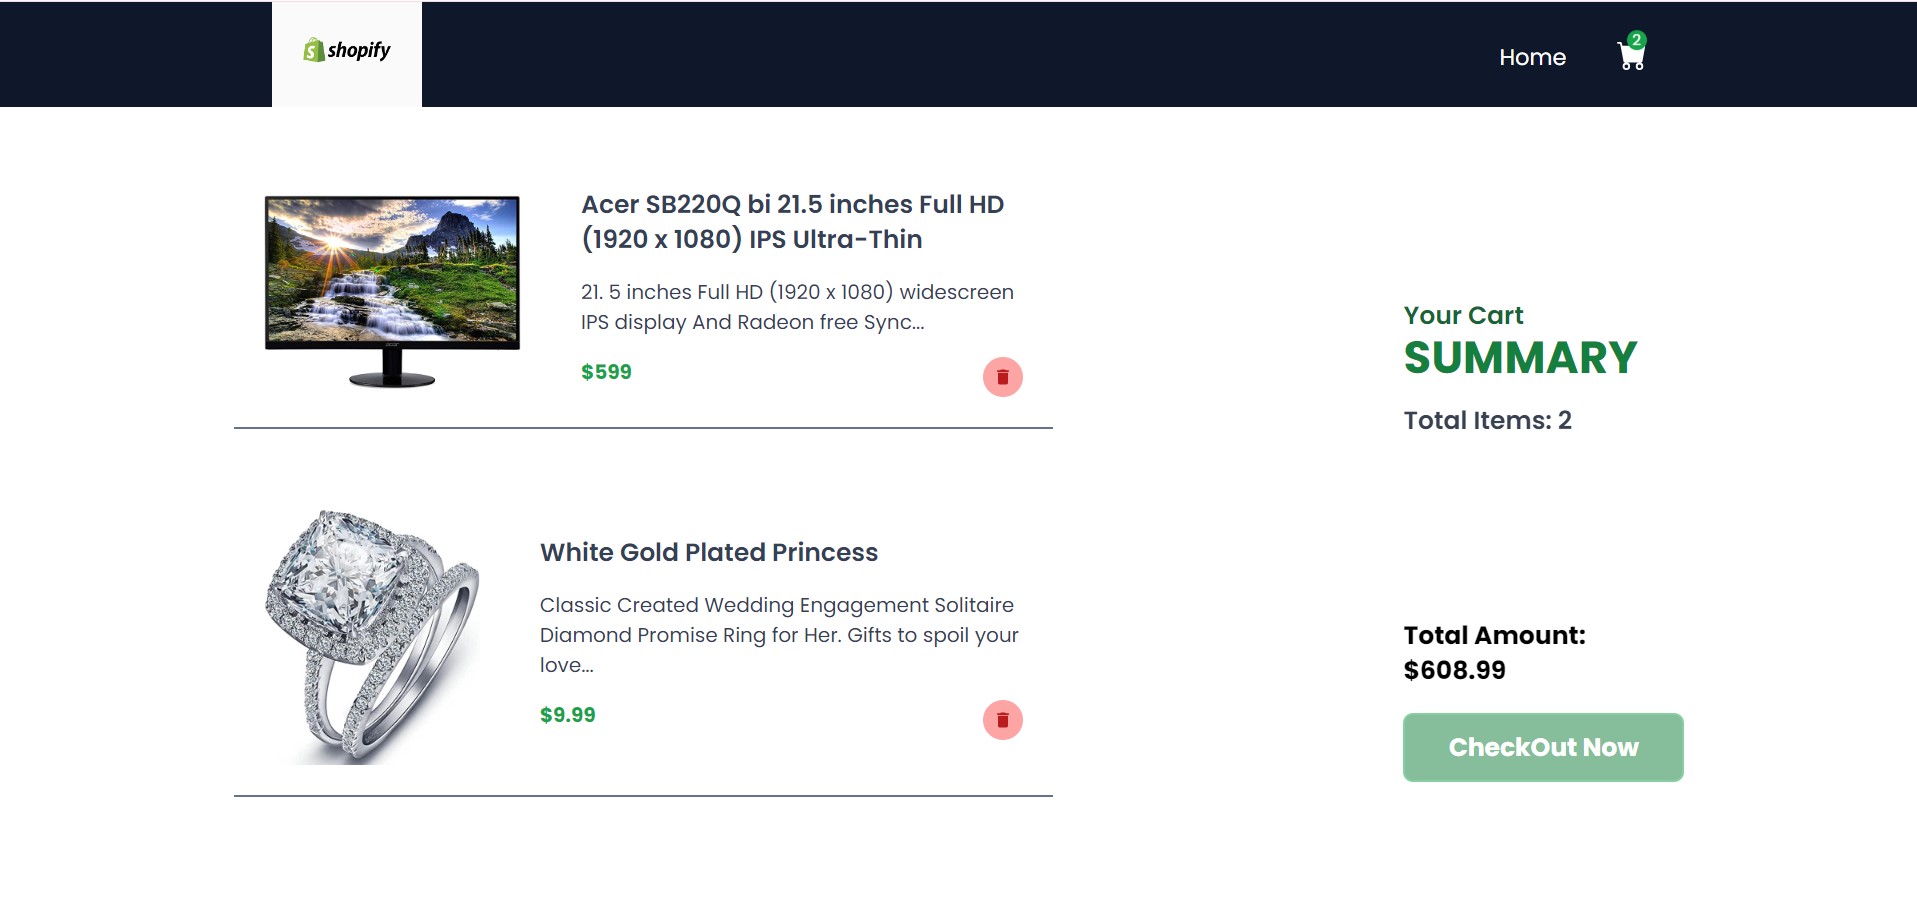 shopify
Home
2
Acer SB220Q bi 21.5 inches Full HD
(1920 x 1080) IPS Ultra-Thin
21. 5 inches Full HD (1920 x 1080) widescreen
IPS display And Radeon free Sync...
$599
White Gold Plated Princess
Classic Created Wedding Engagement Solitaire
Diamond Promise Ring for Her. Gifts to spoil your
love...
$9.99
Your Cart
SUMMARY
Total Items: 2
Total Amount:
$608.99
CheckOut Now